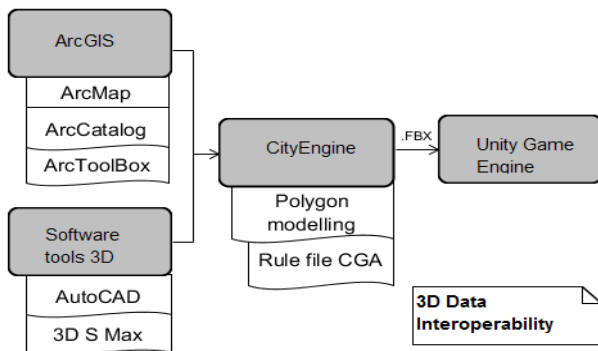 ArcGIS
ArcMap
ArcCatalog
ArcToolBox
Software
tools 3D
AutoCAD
3D S Max
CityEngine
Polygon
modelling
Rule file CGA
.FBX
Unity Game
Engine
3D Data
Interoperability